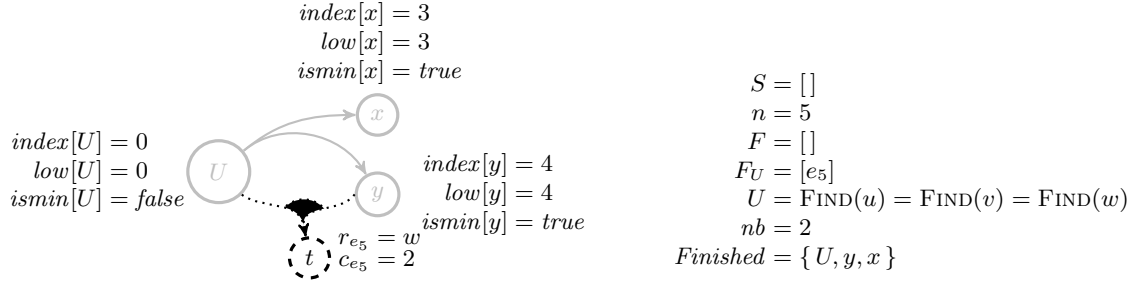 index[x] = 3
low[x] = 3
ismin[x] = true
x
index[U] = 0
low[U] = 0
ismin[U] = false
U
y
index[y] = 4
low[y] = 4
ismin[y] = true
t
r_{e_5} = w
c_{e_5} = 2
S = [ ]
n = 5
F = [ ]
F_U = [e_5]
U = FIND(u) = FIND(v) = FIND(w)
nb = 2
Finished = { U, y, x }